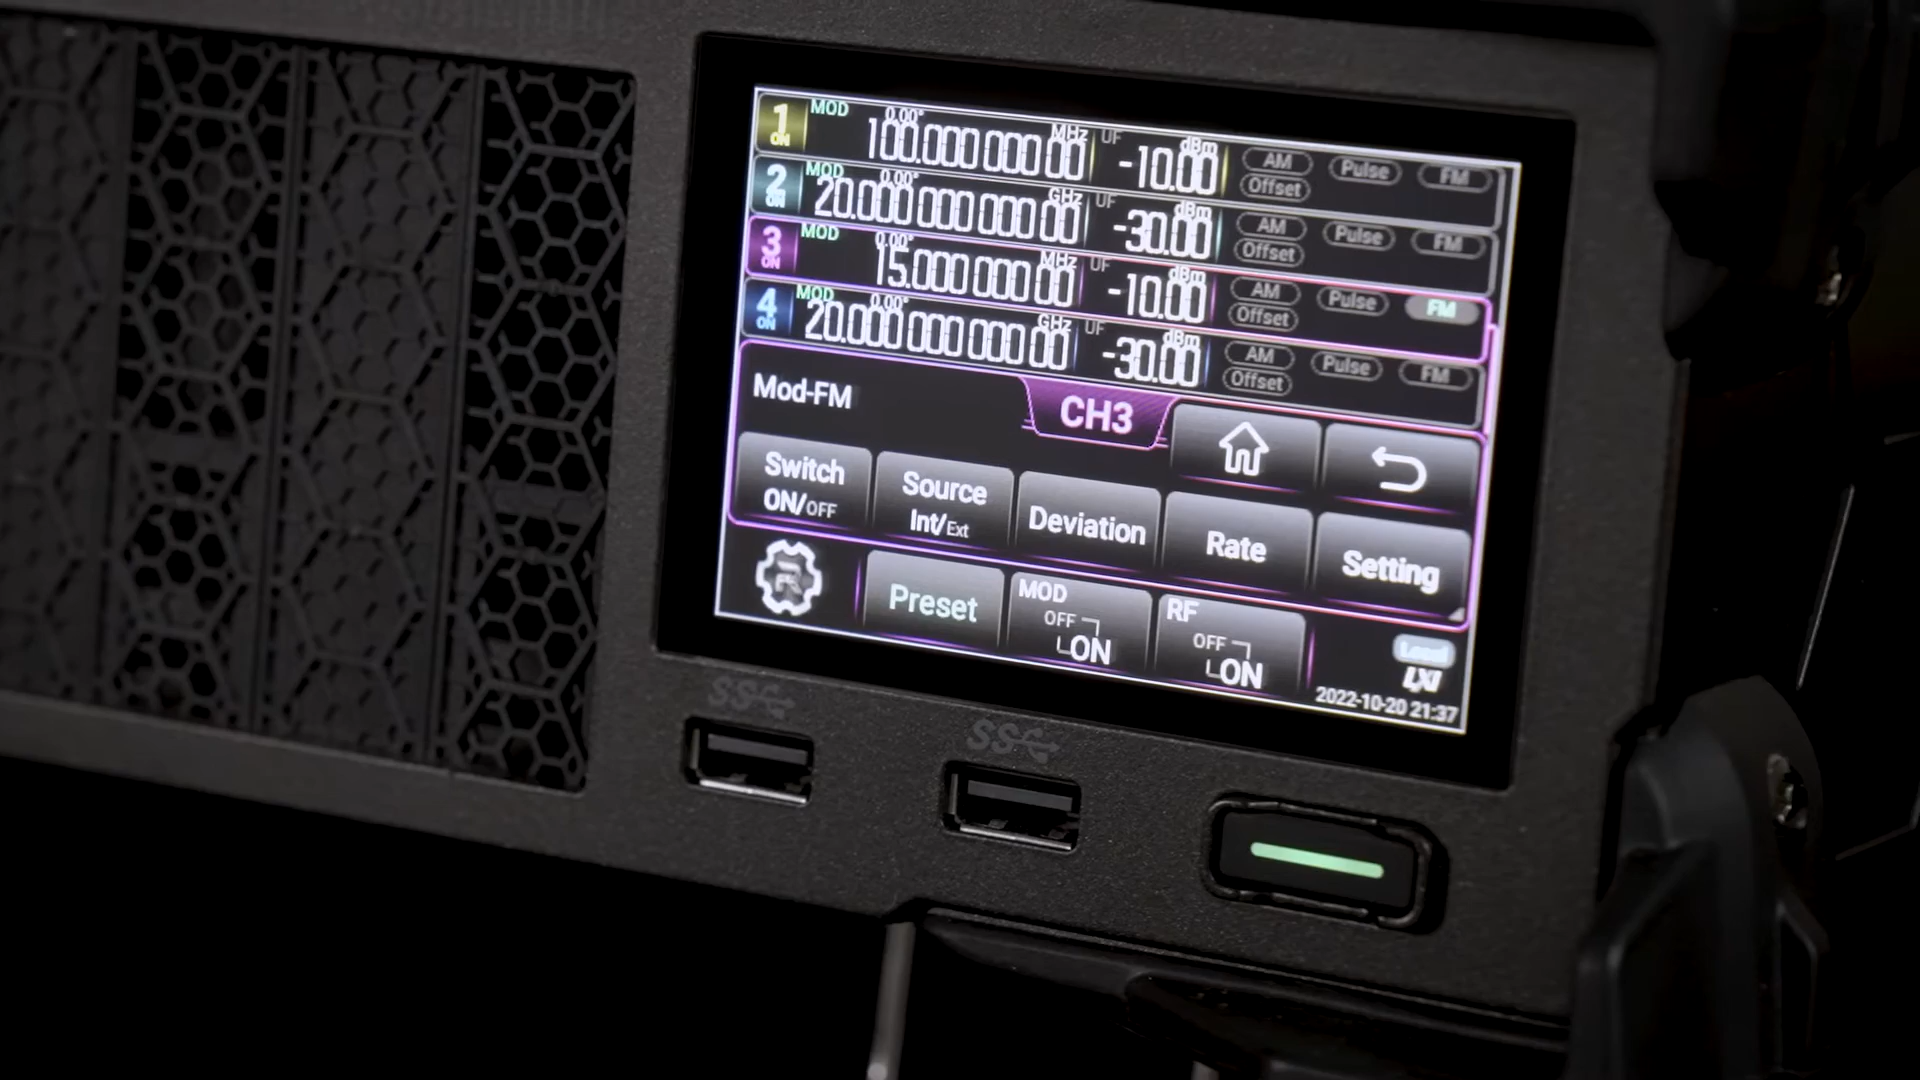 1 ON MOD 0.00° 100.000 000 00 MHz UF -10.00 dBm AM Pulse FM Offset
2 ON MOD 0.00° 20.000 000 000 00 GHz UF -30.00 dBm AM Pulse FM Offset
3 ON MOD 0.00° 15.000 000 00 MHz UF -10.00 dBm AM Pulse FM Offset
4 ON MOD 0.00° 20.000 000 000 00 GHz UF -30.00 dBm AM Pulse FM Offset
Mod-FM CH3
Switch ON/OFF
Source Int/Ext
Deviation
Rate
Setting
Preset
MOD OFF ON
RF OFF ON
Local
LXI
2022-10-20 21:37
SS
SS